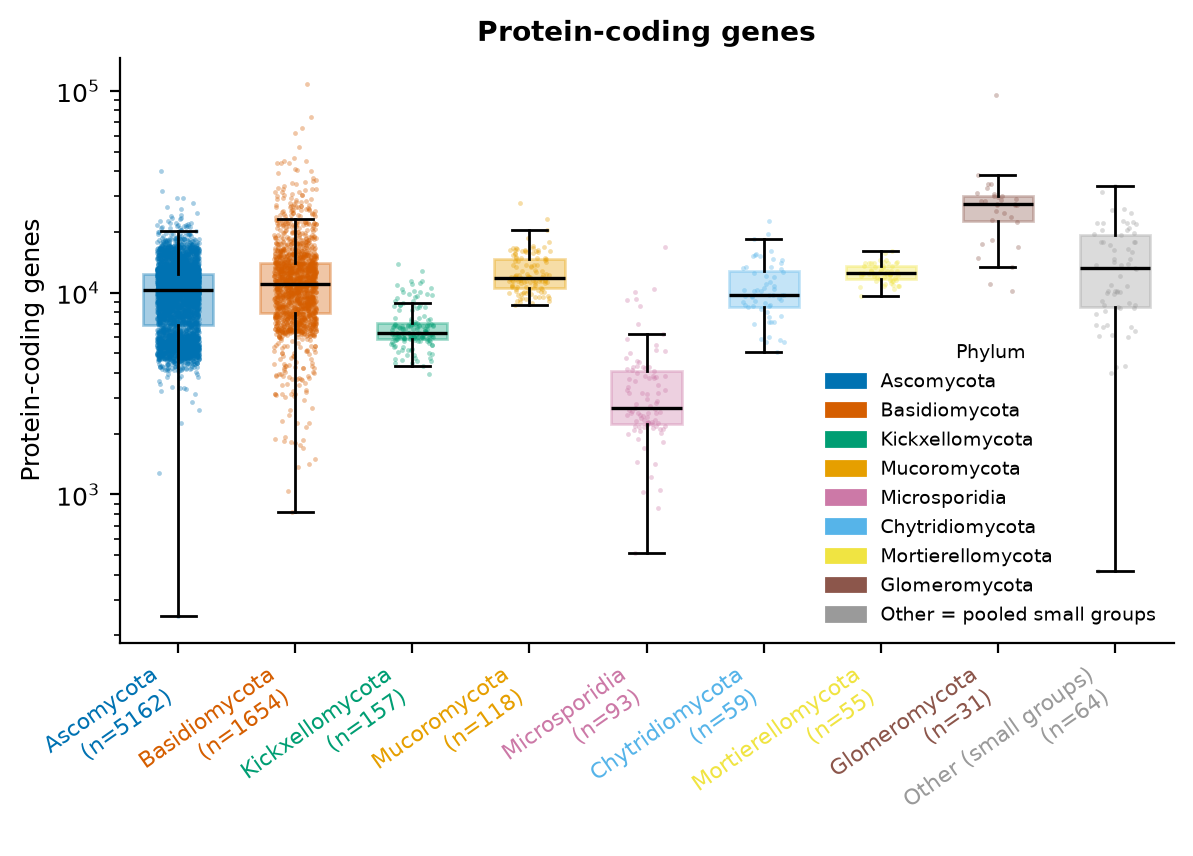 Protein-coding genes
Protein-coding genes
10^5
10^4
10^3
Phylum
Ascomycota
Basidiomycota
Kickxellomycota
Mucoromycota
Microsporidia
Chytridiomycota
Mortierellomycota
Glomeromycota
Other = pooled small groups
Ascomycota
(n=5162)
Basidiomycota
(n=1654)
Kickxellomycota
(n=157)
Mucoromycota
(n=118)
Microsporidia
(n=93)
Chytridiomycota
(n=59)
Mortierellomycota
(n=55)
Glomeromycota
(n=31)
Other (small groups)
(n=64)